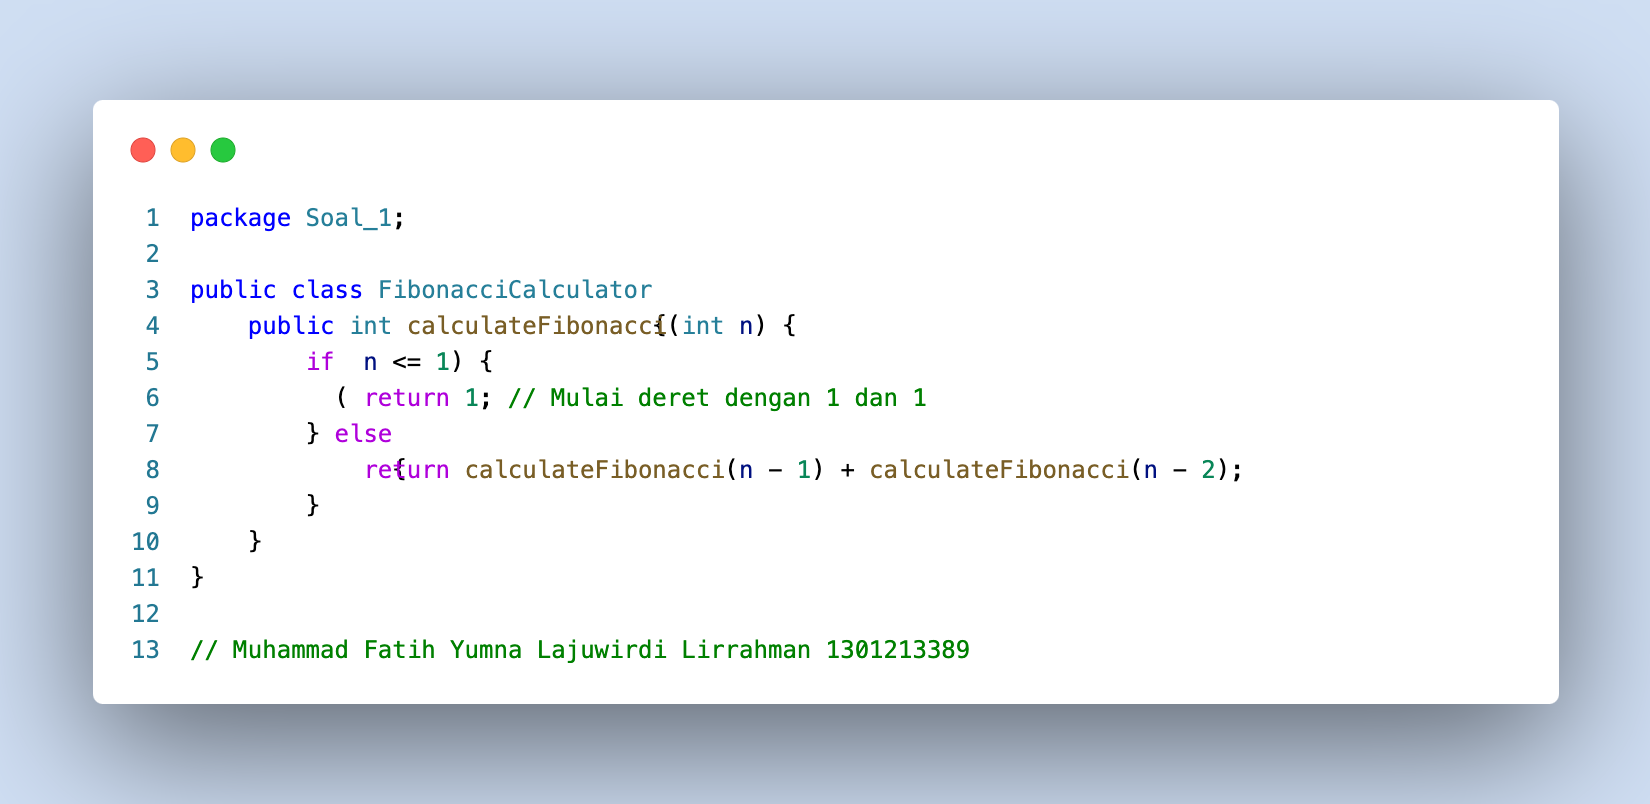 1 package Soal_1;
2
3 public class FibonacciCalculator
4     public int calculateFibonacci{(int n) {
5         if  n <= 1) {
6           ( return 1; // Mulai deret dengan 1 dan 1
7         } else
8             return{ calculateFibonacci(n - 1) + calculateFibonacci(n - 2);
9         }
10     }
11 }
12
13 // Muhammad Fatih Yumna Lajuwirdi Lirrahman 1301213389